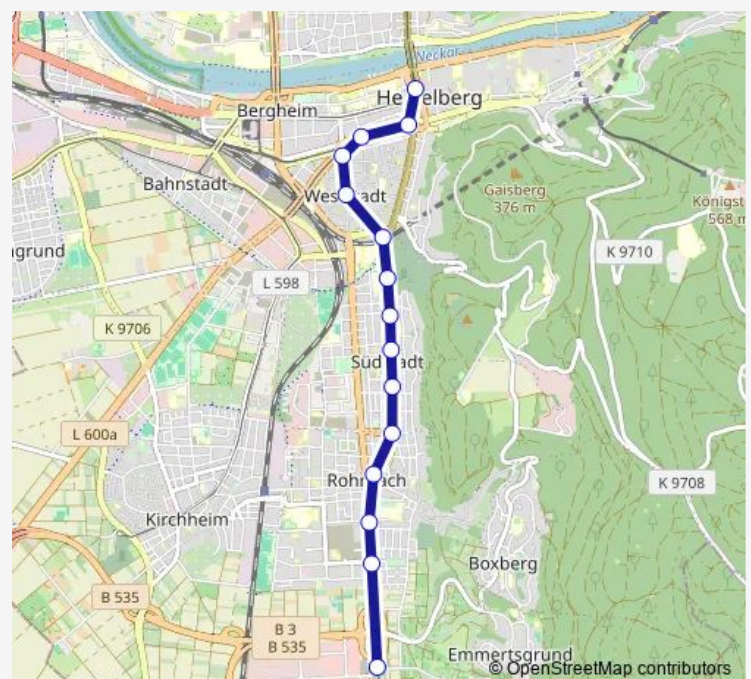 Neckar
Bergheim
Bahnstadt
Gaisberg
376 m
568 m
K 9710
L 598
K 9706
L 600a
K 9708
Kirchheim
Boxberg
B 535
B 3
B 535
Emmertsgrund
© OpenStreetMap contributors